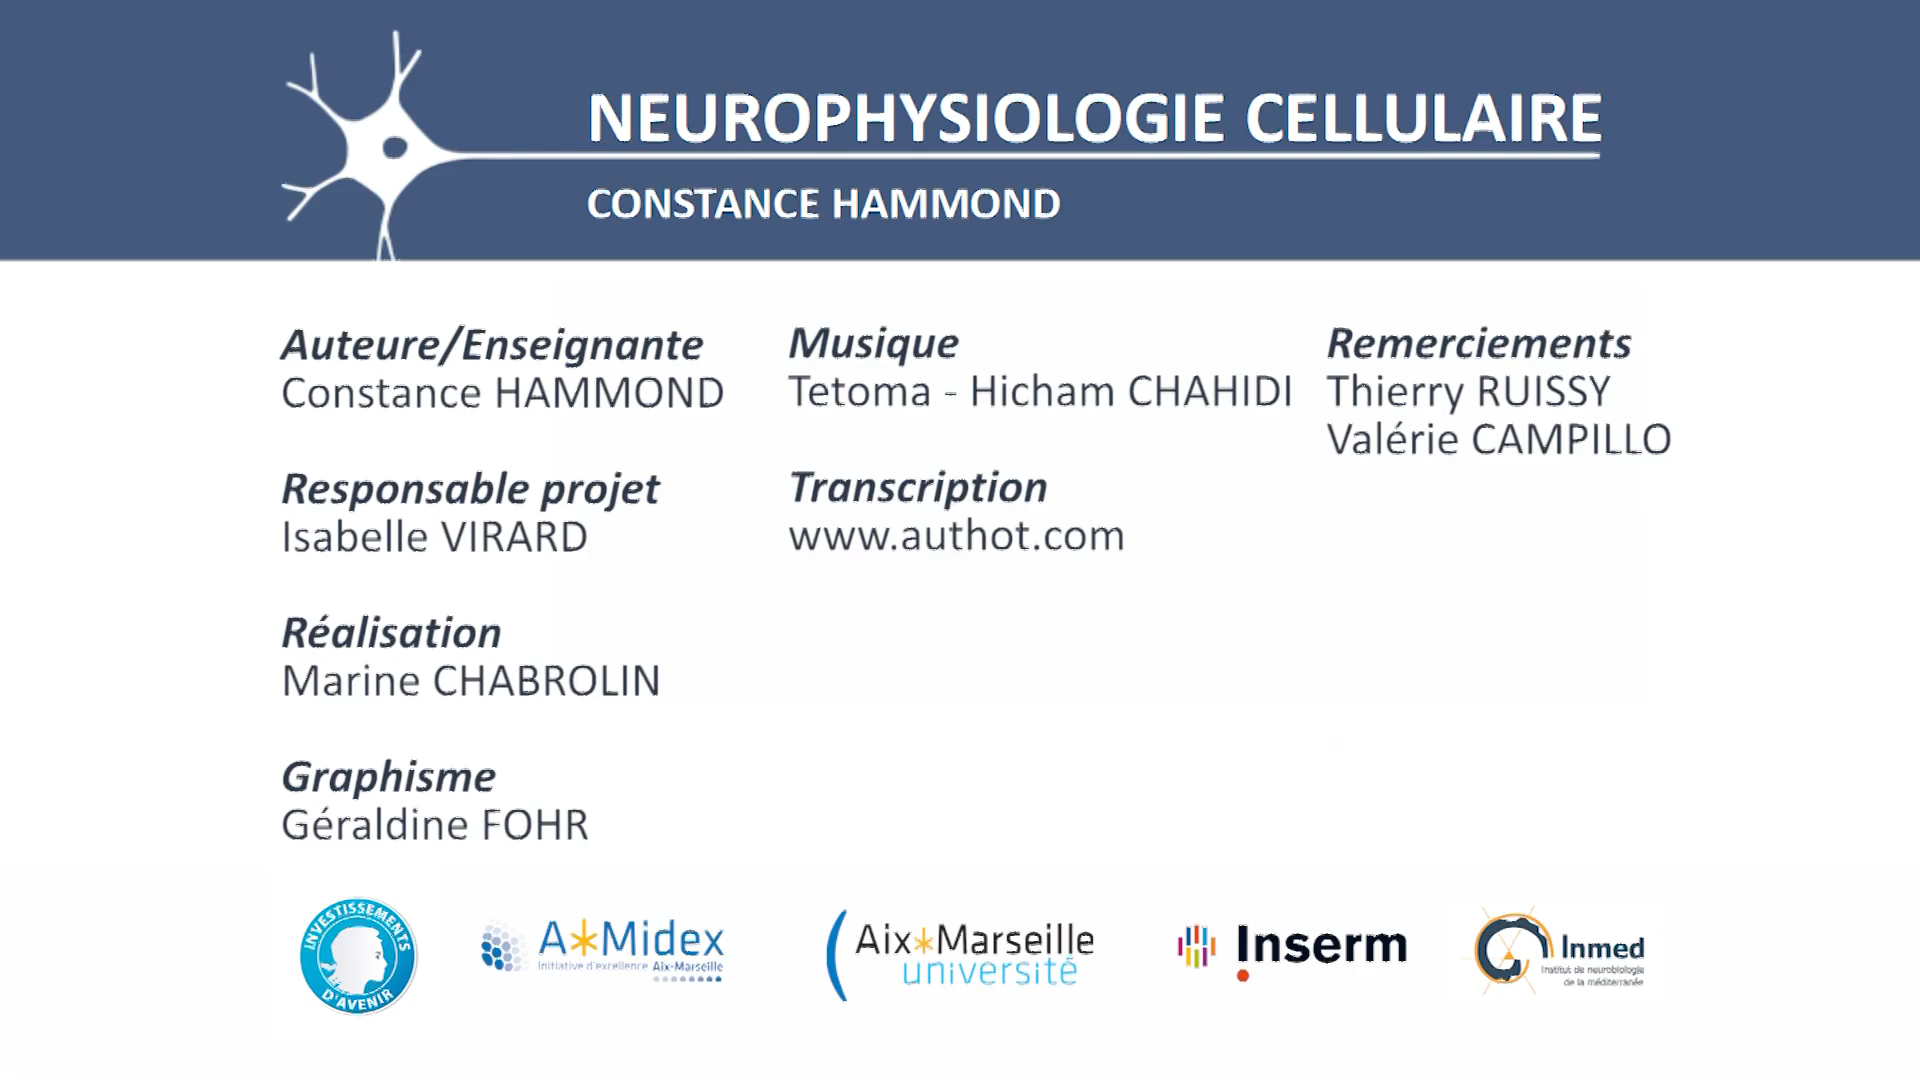 NEUROPHYSIOLOGIE CELLULAIRE
CONSTANCE HAMMOND
Auteure/Enseignante
Constance HAMMOND
Responsable projet
Isabelle VIRARD
Réalisation
Marine CHABROLIN
Graphisme
Géraldine FOHR
Musique
Tetoma - Hicham CHAHIDI
Transcription
www.authot.com
Remerciements
Thierry RUISSY
Valérie CAMPILLO
INVESTISSEMENTS
D'AVENIR
A*Midex
Initiative d'excellence Aix-Marseille
Aix*Marseille
université
Inserm
Inmed
Institut de neurobiologie
de la méditerranée